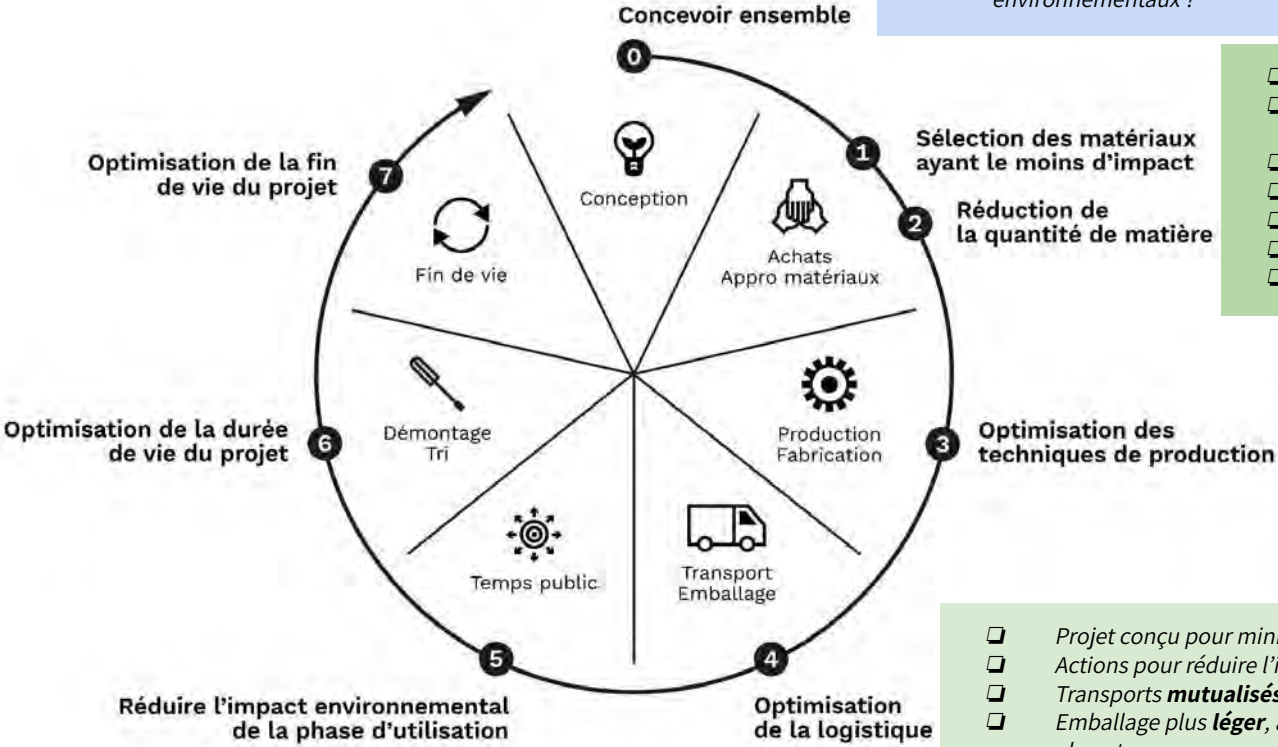 environnementaux ?
Concevoir ensemble
0
Conception
1
Sélection des matériaux
ayant le moins d'impact
2
Réduction de
la quantité de matière
Achats
Appro matériaux
3
Optimisation des
techniques de production
Production
Fabrication
4
Optimisation
de la logistique
Transport
Emballage
5
Réduire l'impact environnemental
de la phase d'utilisation
Temps public
6
Optimisation de la durée
de vie du projet
Démontage
Tri
7
Optimisation de la fin
de vie du projet
Fin de vie
Projet conçu pour
Actions pour réduire
Transports mutualisés
Emballage plus léger,